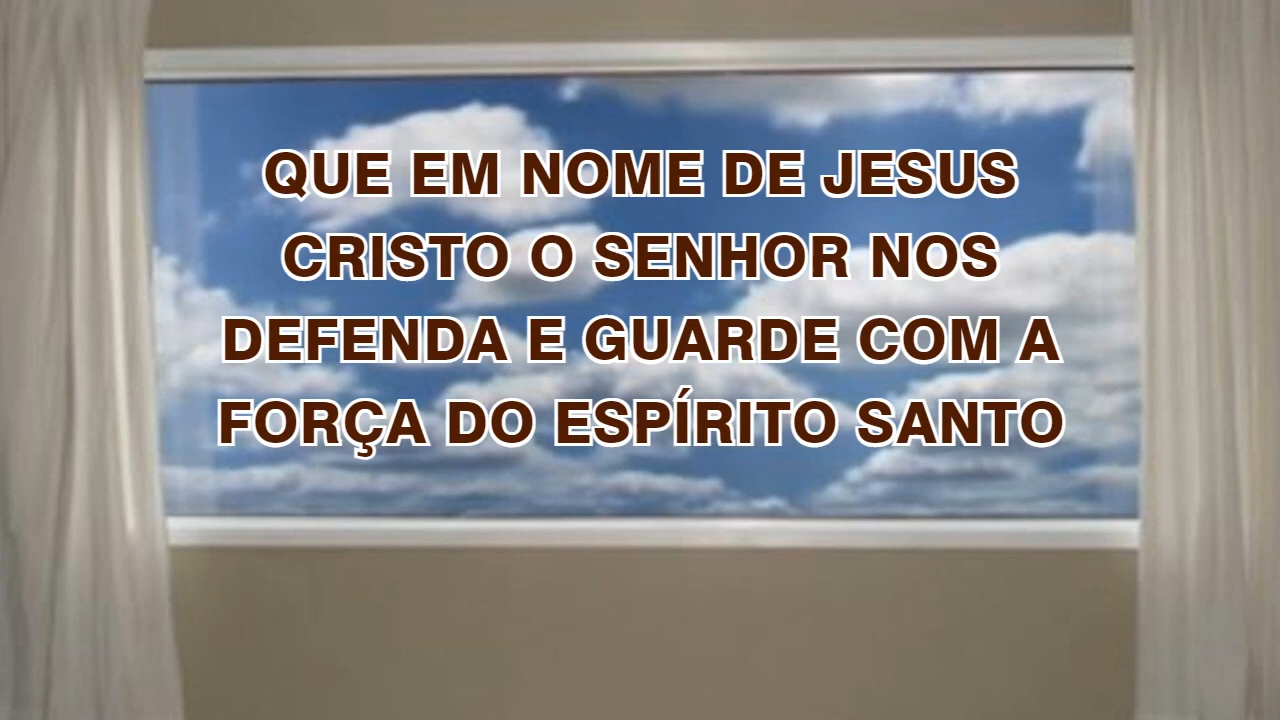 QUE EM NOME DE JESUS
CRISTO O SENHOR NOS
DEFENDA E GUARDE COM A
FORÇA DO ESPÍRITO SANTO